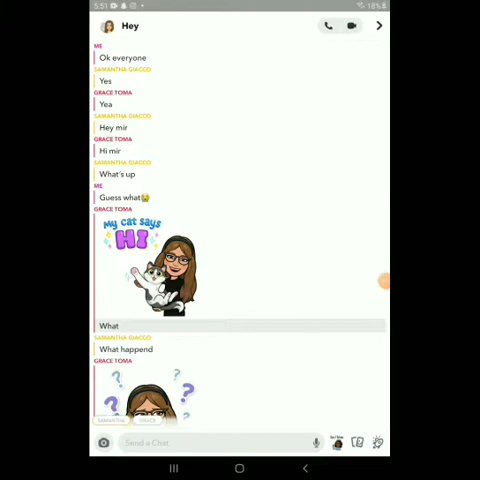 5:51
18%
Hey
ME
Ok everyone
SAMANTHA GIACCO
Yes
GRACE TOMA
Yea
SAMANTHA GIACCO
Hey mir
GRACE TOMA
Hi mir
SAMANTHA GIACCO
What's up
ME
Guess what😭
GRACE TOMA
My cat says
HI
What
SAMANTHA GIACCO
What happend
GRACE TOMA
? ? ? ?
SAMANTHA GRACE
Send a Chat